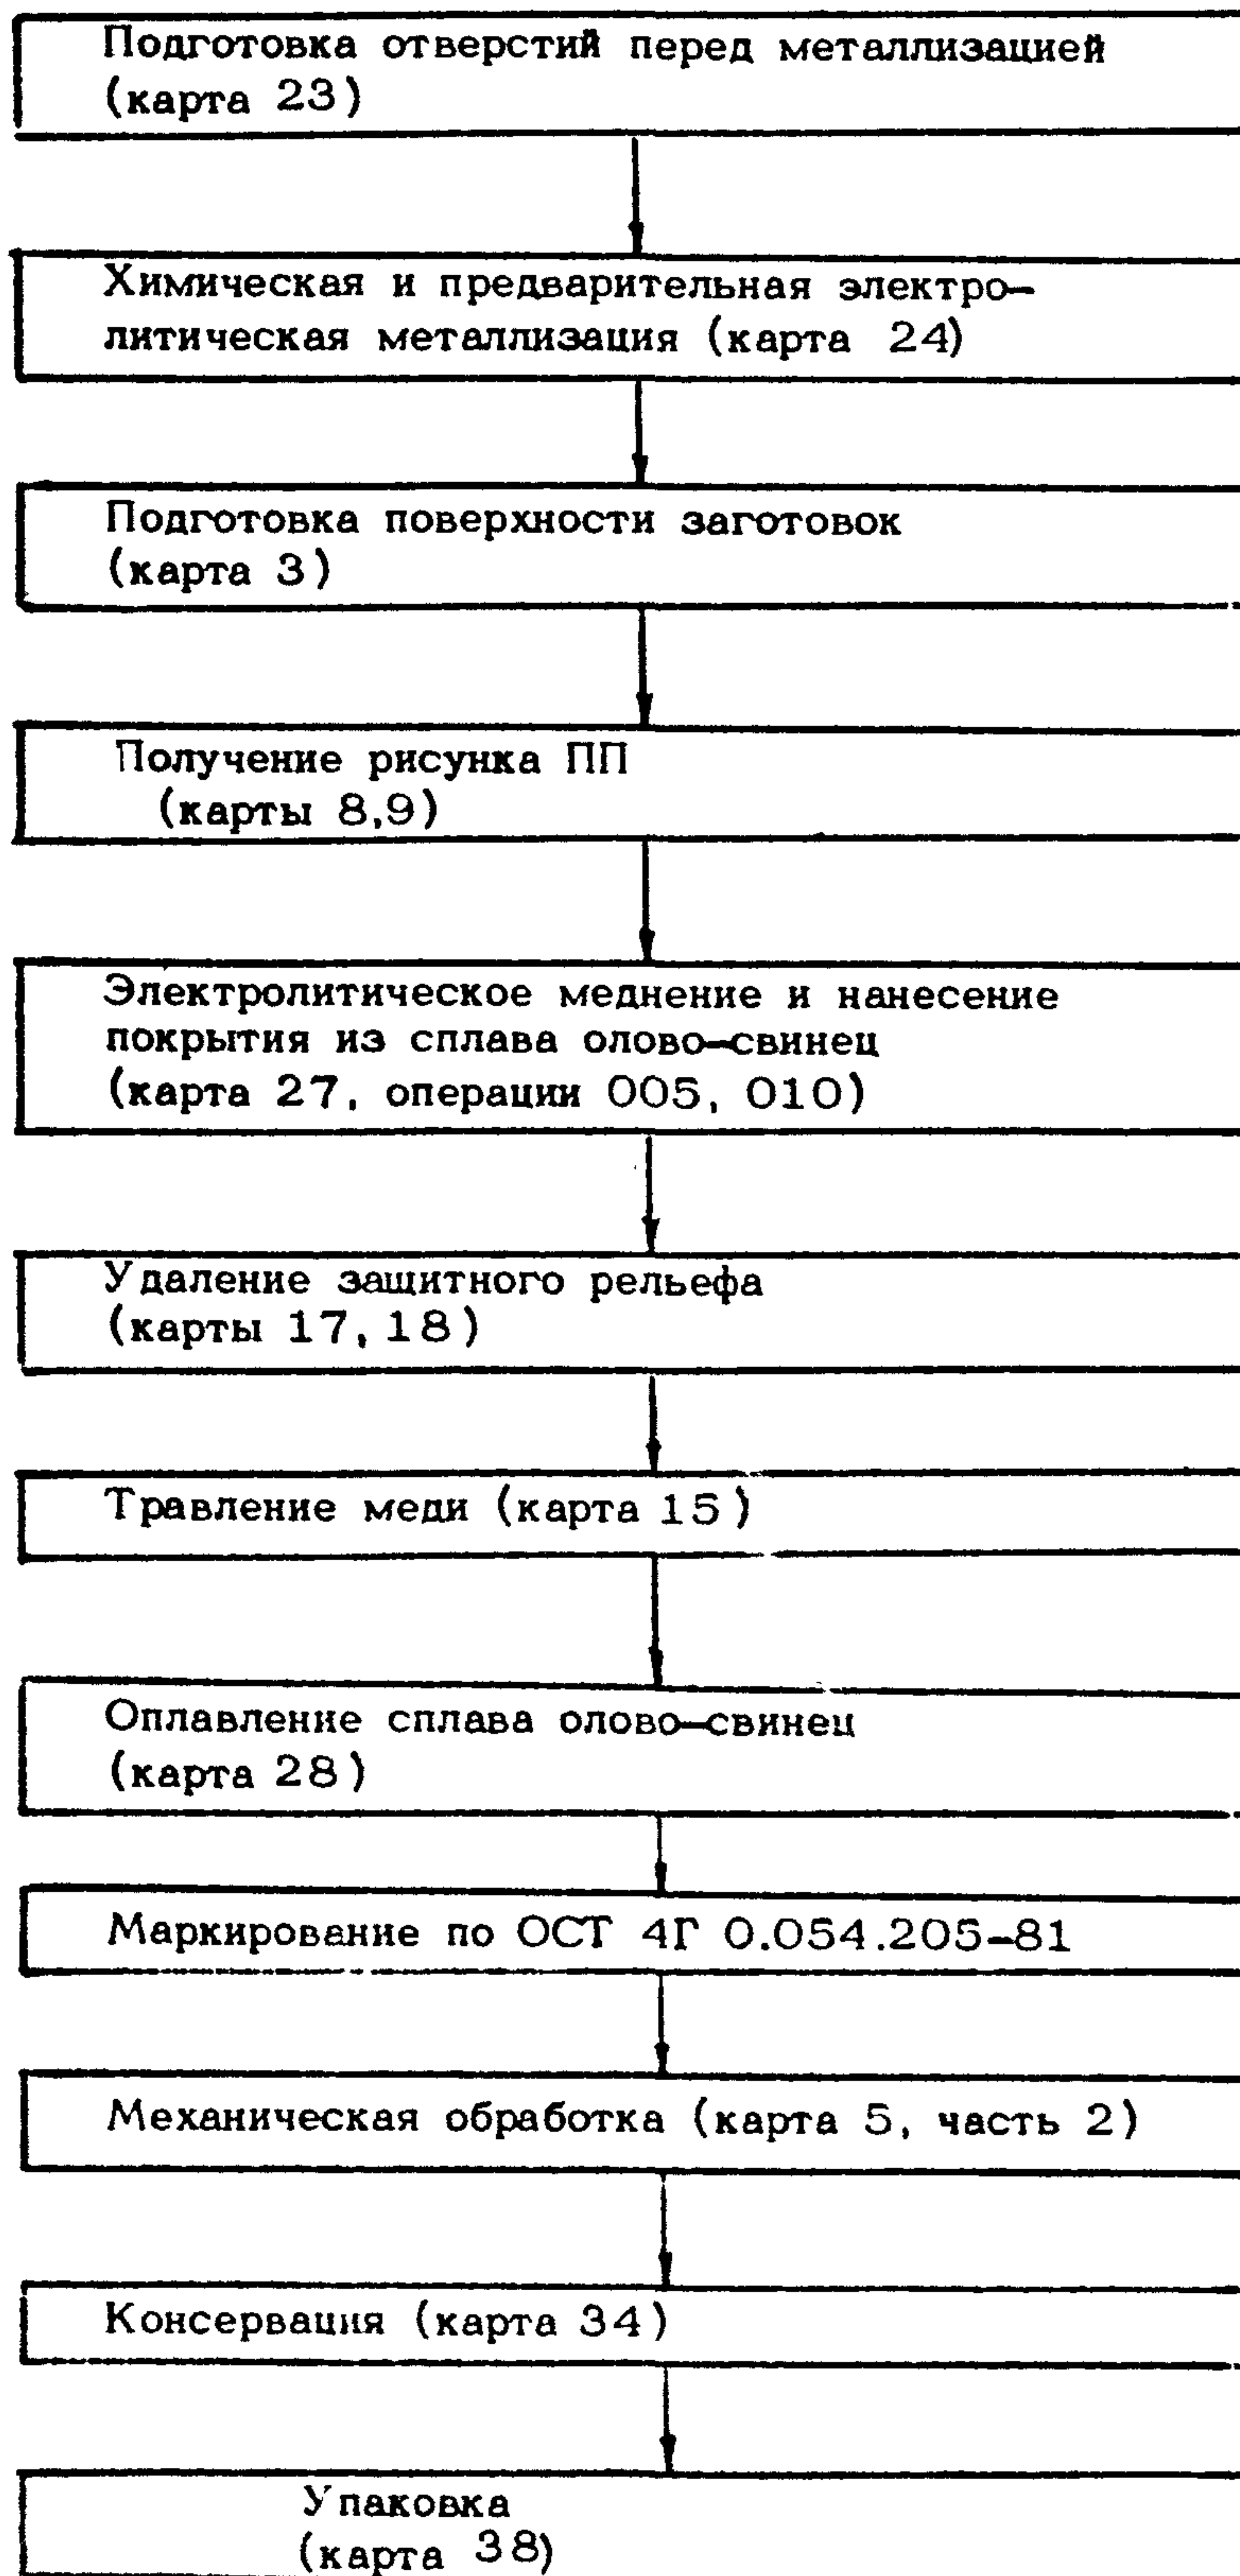 Подготовка отверстий перед металлизацией
(карта 23)
Химическая и предварительная электро-
литическая металлизация (карта 24)
Подготовка поверхности заготовок
(карта 3)
Получение рисунка ПП
(карты 8,9)
Электролитическое меднение и нанесение
покрытия из сплава олово-свинец
(карта 27, операции 005, 010)
Удаление защитного рельефа
(карты 17, 18)
Травление меди (карта 15)
Оплавление сплава олово-свинец
(карта 28)
Маркирование по ОСТ 4Г 0.054.205-81
Механическая обработка (карта 5, часть 2)
Консервация (карта 34)
Упаковка
(карта 38)